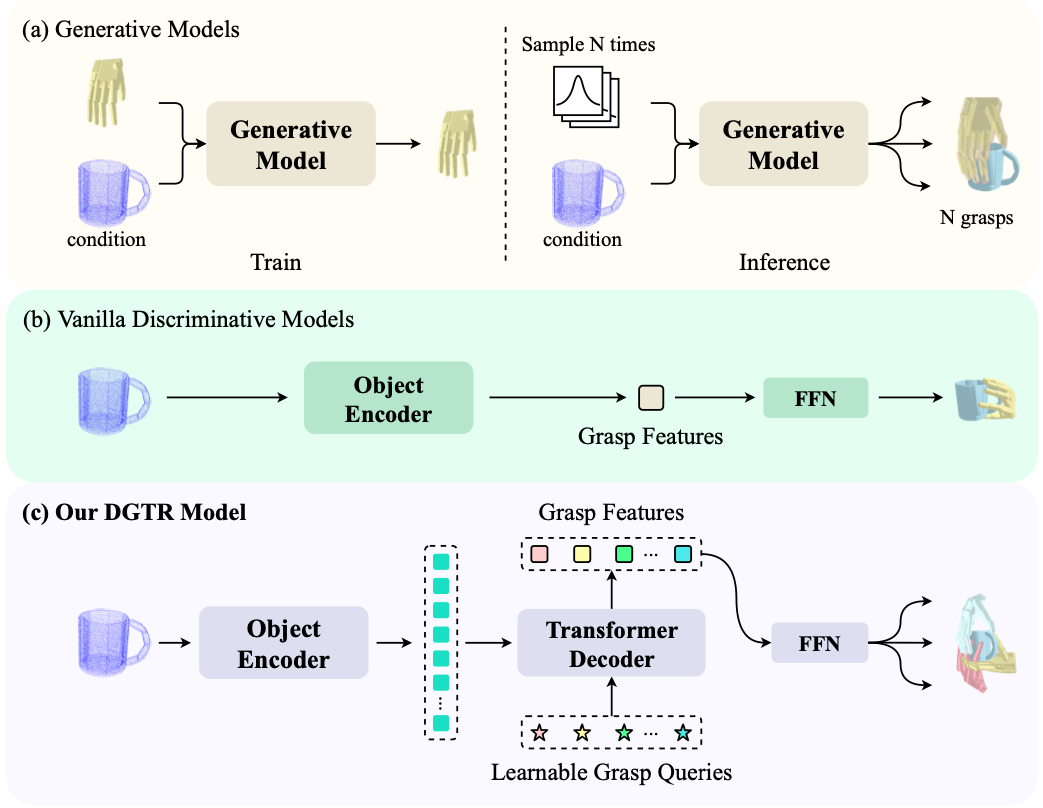 (a) Generative Models
Sample N times
Generative
Model
Generative
Model
condition
condition
N grasps
Train
Inference
(b) Vanilla Discriminative Models
Object
Encoder
FFN
Grasp Features
(c) Our DGTR Model
Grasp Features
...
Object
Encoder
Transformer
Decoder
FFN
...
...
Learnable Grasp Queries